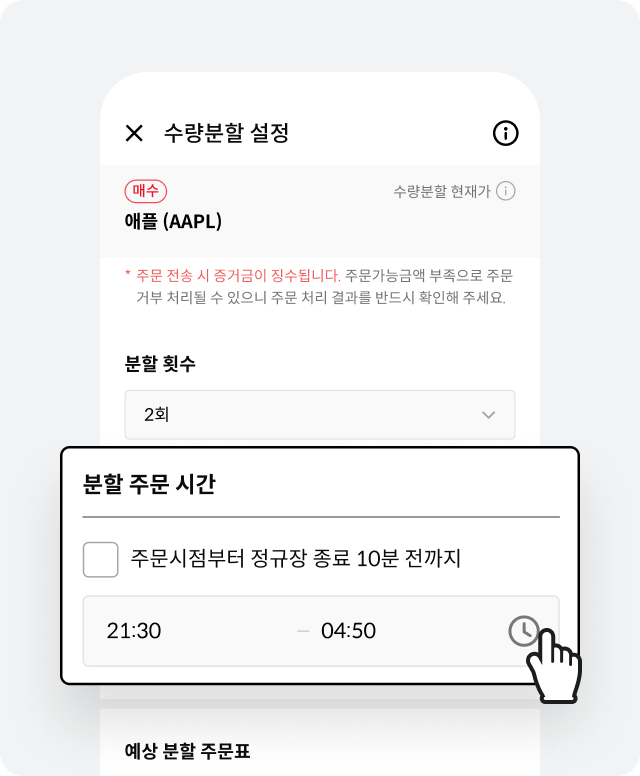 수량분할 설정
매수
수량분할 현재가
애플 (AAPL)
* 주문 전송 시 증거금이 징수됩니다. 주문가능금액 부족으로 주문
거부 처리될 수 있으니 주문 처리 결과를 반드시 확인해 주세요.
분할 횟수
2회
분할 주문 시간
주문시점부터 정규장 종료 10분 전까지
21:30 – 04:50
예상 분할 주문표